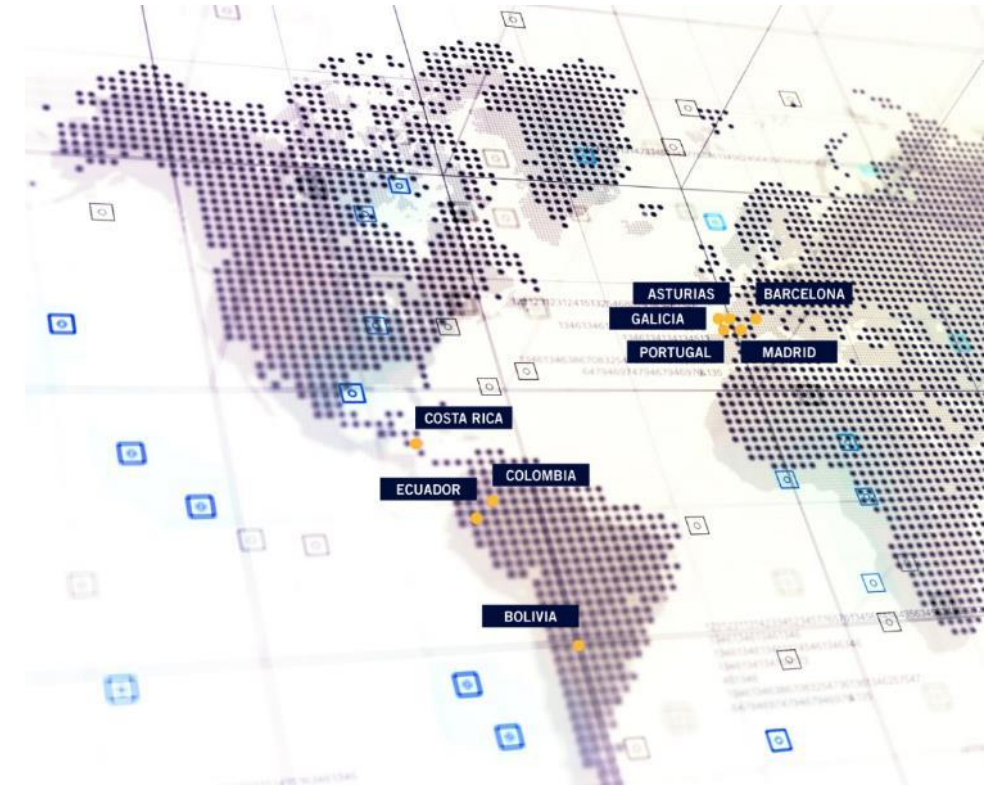 ASTURIAS BARCELONA
GALICIA
PORTUGAL MADRID
COSTA RICA
COLOMBIA
ECUADOR
BOLIVIA